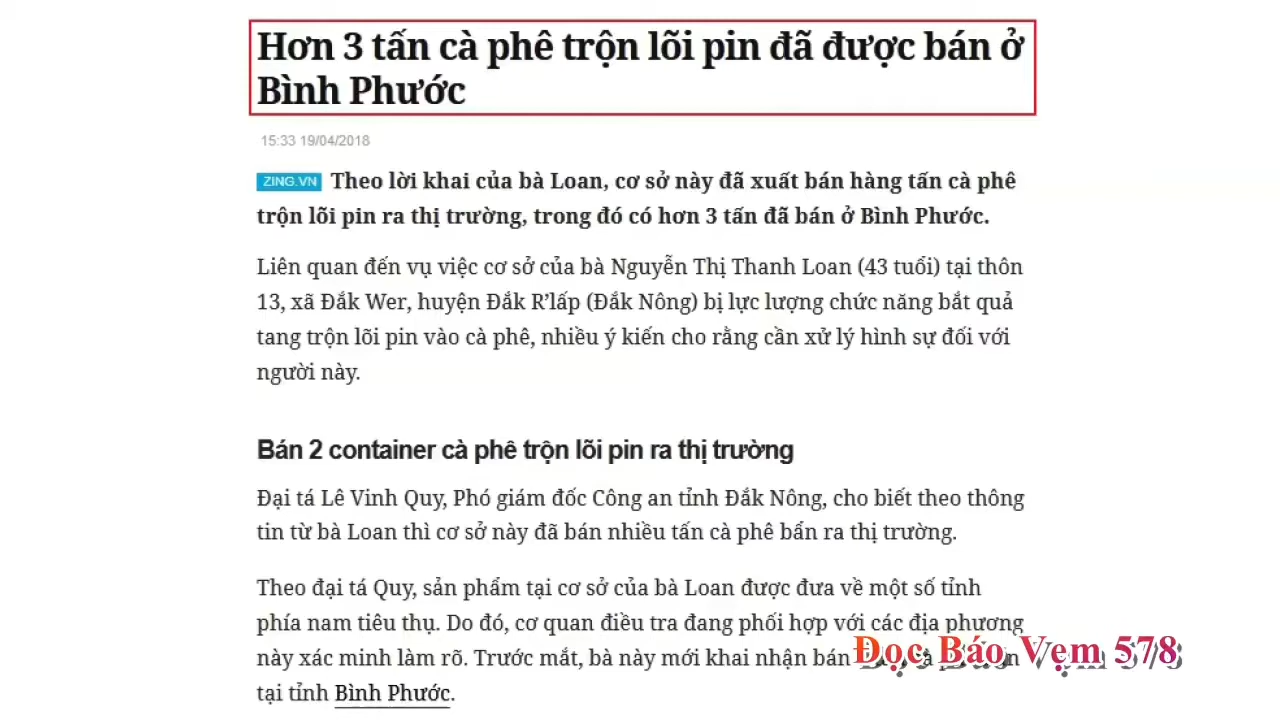 Hơn 3 tấn cà phê trộn lõi pin đã được bán ở
Bình Phước
15:33 19/04/2018
ZING.VN Theo lời khai của bà Loan, cơ sở này đã xuất bán hàng tấn cà phê
trộn lõi pin ra thị trường, trong đó có hơn 3 tấn đã bán ở Bình Phước.
Liên quan đến vụ việc cơ sở của bà Nguyễn Thị Thanh Loan (43 tuổi) tại thôn
13, xã Đắk Wer, huyện Đắk R’lấp (Đắk Nông) bị lực lượng chức năng bắt quả
tang trộn lõi pin vào cà phê, nhiều ý kiến cho rằng cần xử lý hình sự đối với
người này.
Bán 2 container cà phê trộn lõi pin ra thị trường
Đại tá Lê Vinh Quy, Phó giám đốc Công an tỉnh Đắk Nông, cho biết theo thông
tin từ bà Loan thì cơ sở này đã bán nhiều tấn cà phê bẩn ra thị trường.
Theo đại tá Quy, sản phẩm tại cơ sở của bà Loan được đưa về một số tỉnh
phía nam tiêu thụ. Do đó, cơ quan điều tra đang phối hợp với các địa phương
này xác minh làm rõ. Trước mắt, bà này mới khai nhận bán
Đọc Báo Vẹm 578
tại tỉnh Bình Phước.